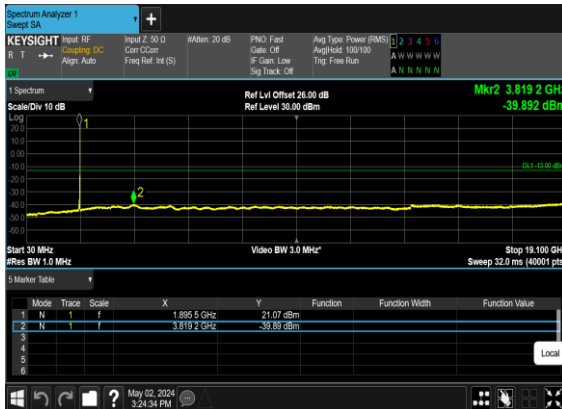 Spectrum Analyzer 1
Swept SA
+
KEYSIGHT Input: RF Input Z: 50 Ω #Atten: 20 dB PNO: Fast Avg Type: Power (RMS) 1 2 3 4 5 6
R T Coupling: DC Corr CCorr Gate: Off Avg|Hold: 100/100 A W W W W W
Align: Auto Freq Ref: Int (S) IF Gain: Low Trig: Free Run
Sig Track: Off A N N N N N
1 Spectrum Ref Lvl Offset 26.00 dB Mkr2 3.819 2 GHz
Scale/Div 10 dB Ref Level 30.00 dBm -39.892 dBm
Log
20.0
10.0
0.00
-10.0
-20.0
-30.0
-40.0
-50.0
-60.0
1
2
DL1 -13.00 dBm
Start 30 MHz Video BW 3.0 MHz* Stop 19.100 GHz
#Res BW 1.0 MHz Sweep 32.0 ms (40001 pts)
5 Marker Table
Mode Trace Scale X Y Function Function Width Function Value
1 N 1 f 1.895 5 GHz 21.07 dBm
2 N 1 f 3.819 2 GHz -39.89 dBm
3
4
5
6
Local
? May 02, 2024
3:24:34 PM